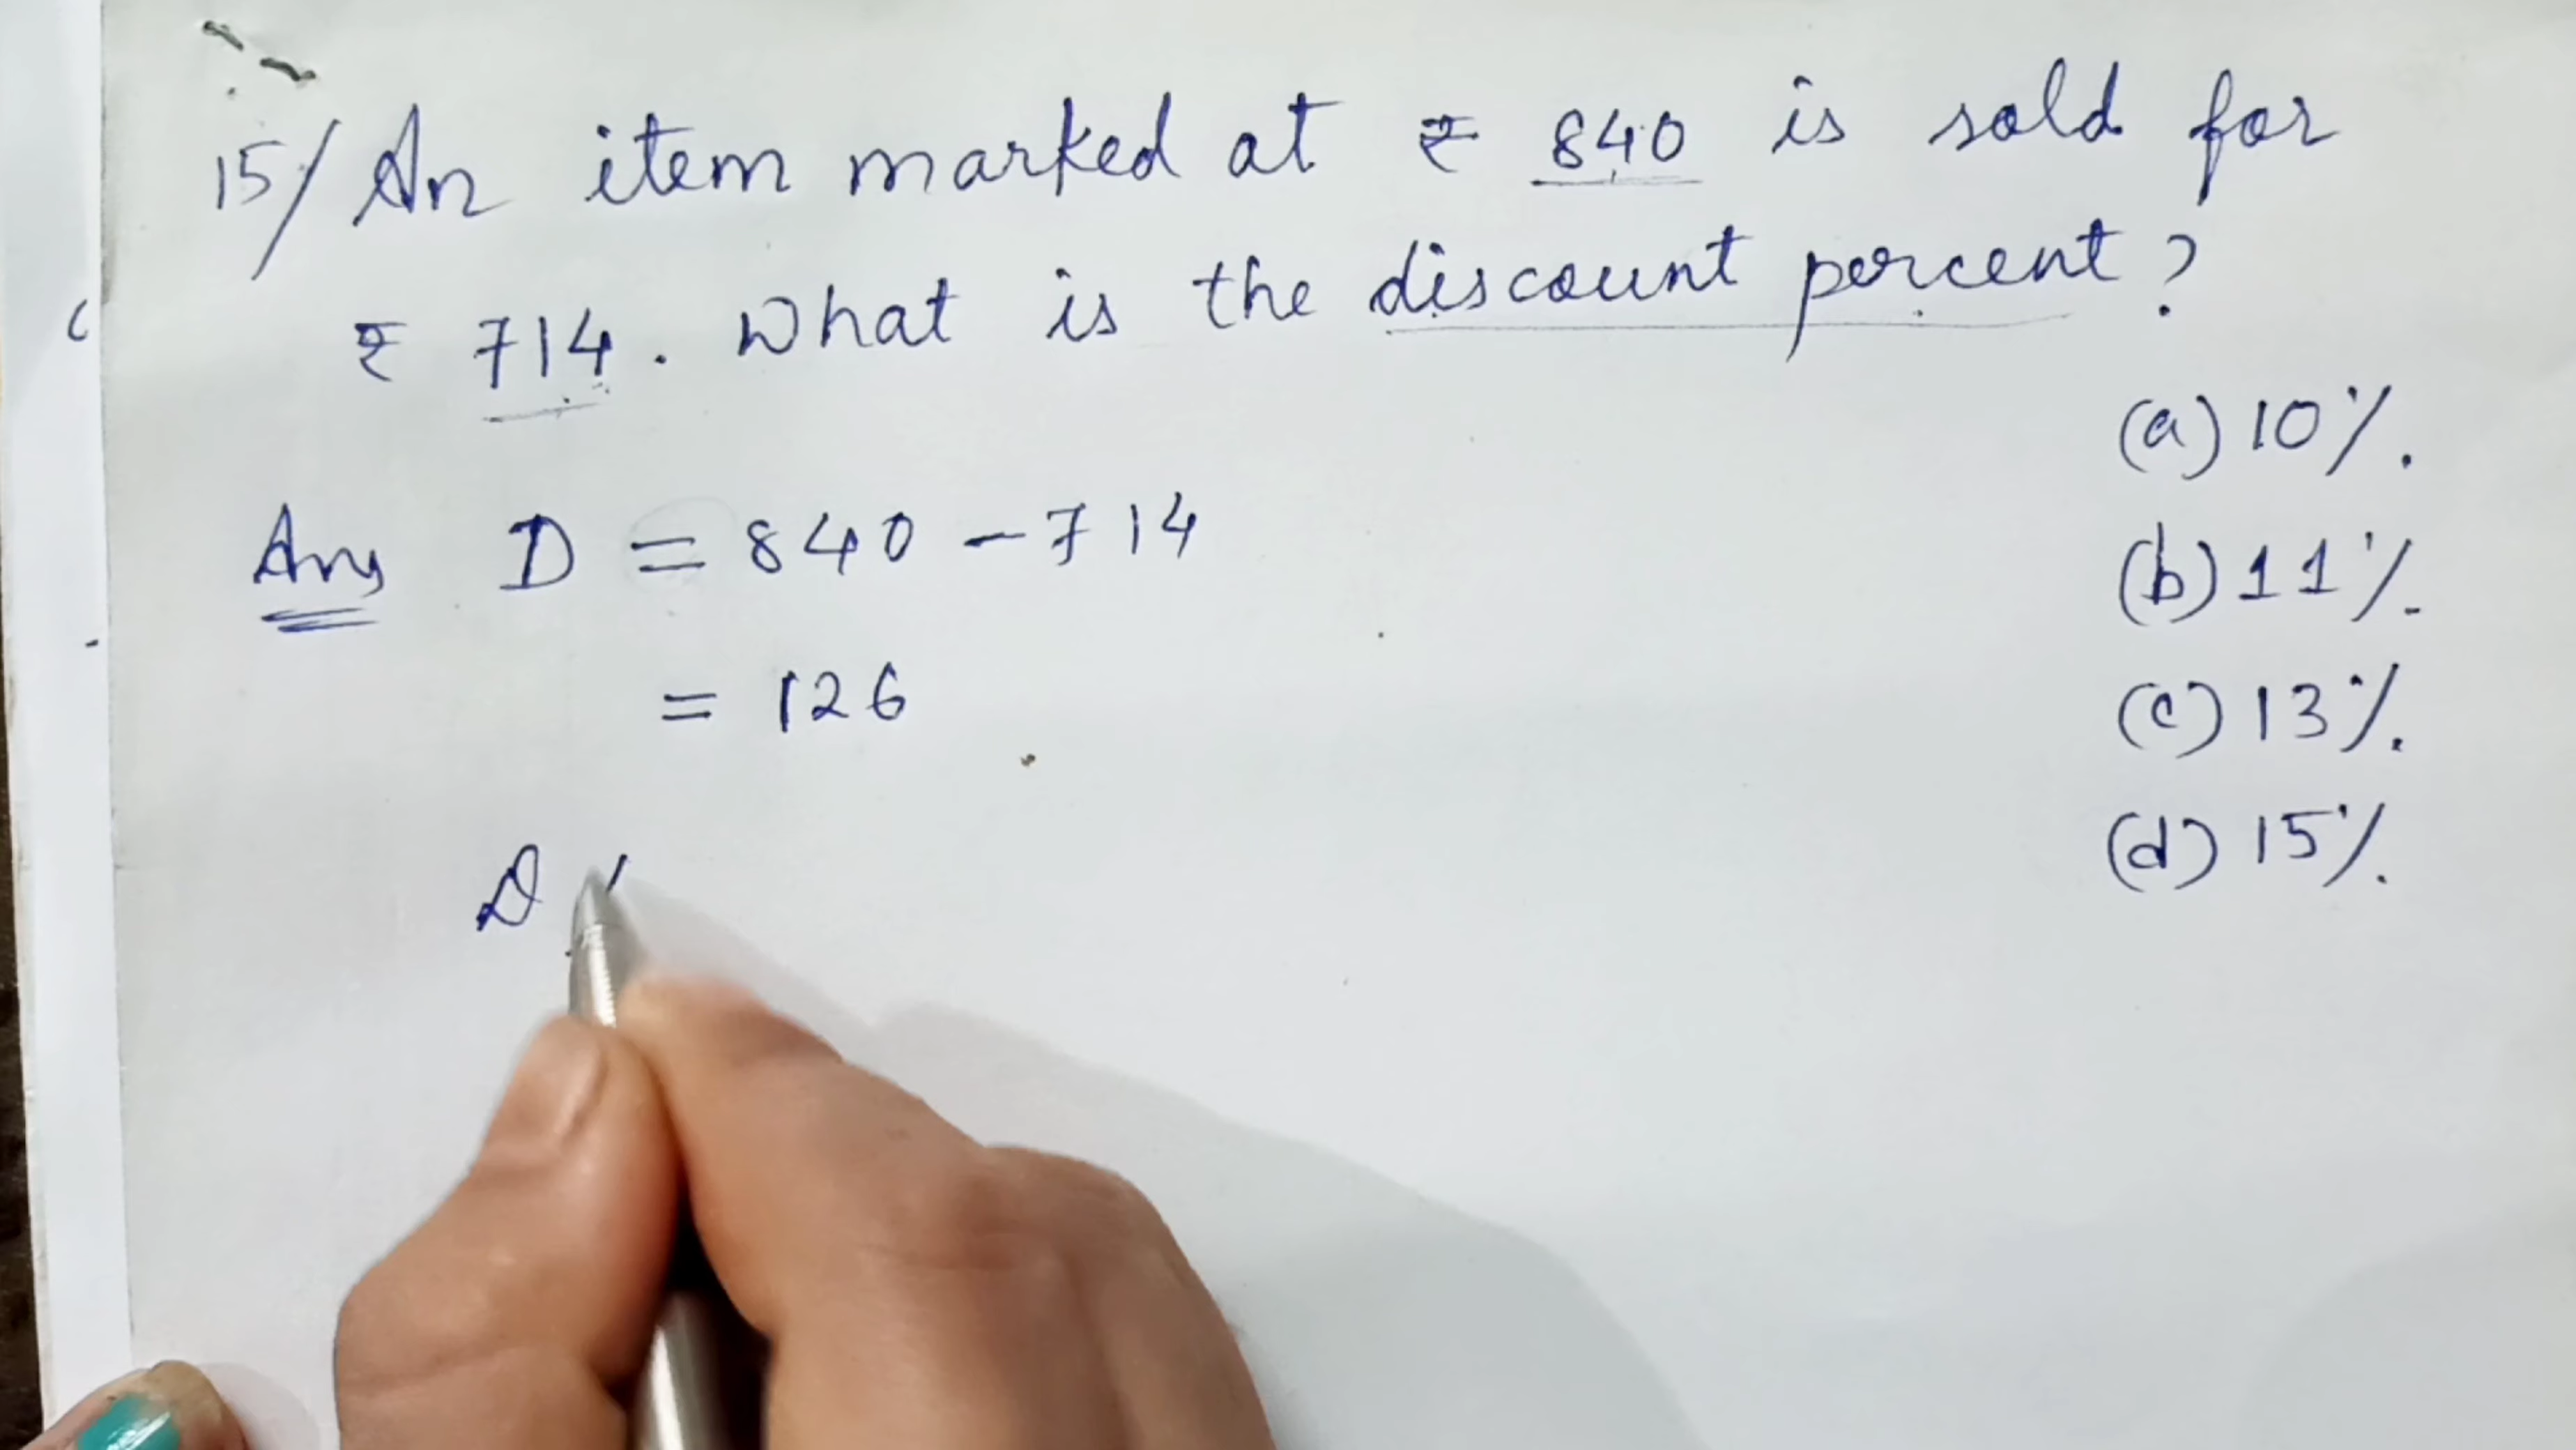 15/ An item marked at ₹ 840 is sold for
₹ 714. What is the discount percent?
(a) 10%.
Ans D = 840 - 714
(b) 11%.
= 126
(c) 13%.
(d) 15%.
D